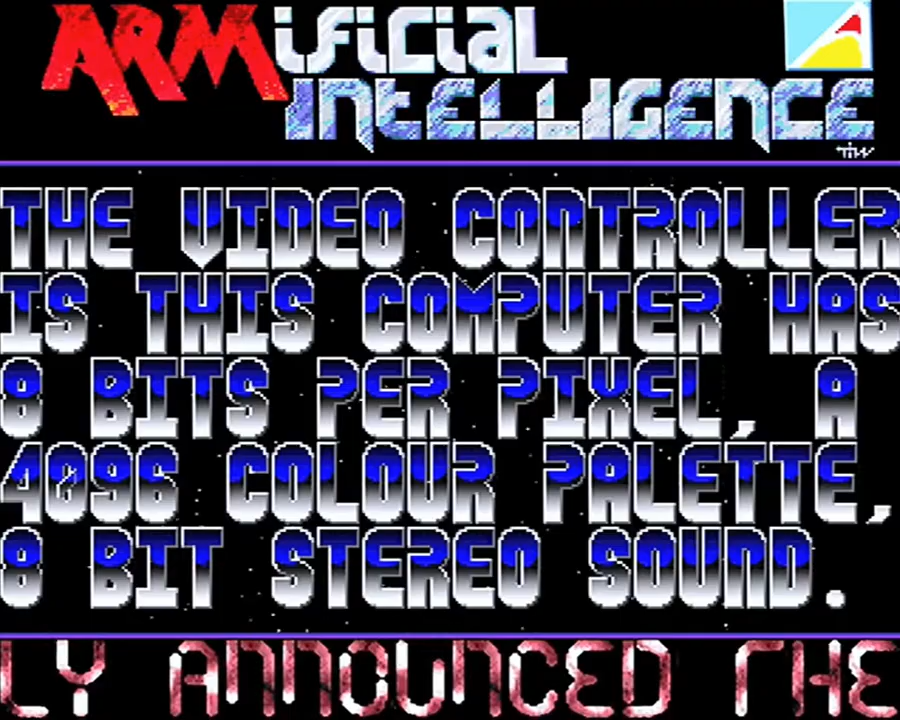 ARMificial
Intelligence
TIW
THE VIDEO CONTROLLER
IS THIS COMPUTER HAS
8 BITS PER PIXEL, A
4096 COLOUR PALETTE,
8 BIT STEREO SOUND.
LY ANNOUNCED THE